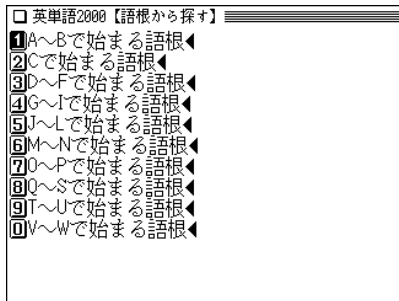 □ 英単語2000【語根から探す】
1A～Bで始まる語根◀
2Cで始まる語根◀
3D～Fで始まる語根◀
4G～Iで始まる語根◀
5J～Lで始まる語根◀
6M～Nで始まる語根◀
7O～Pで始まる語根◀
8Q～Sで始まる語根◀
9T～Uで始まる語根◀
0V～Wで始まる語根◀